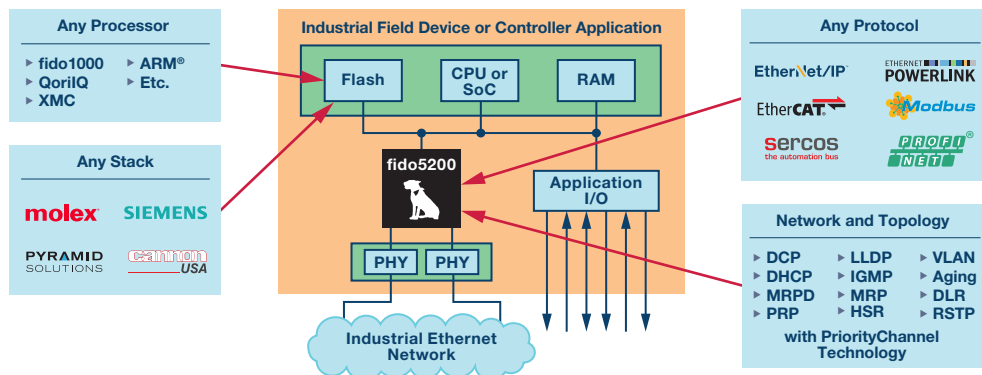 Any Processor
fido1000
QorilQ
XMC
ARM®
Etc.
Any Stack
molex
SIEMENS
PYRAMID
SOLUTIONS
cannon
USA
Industrial Field Device or Controller Application
Flash
CPU or
SoC
RAM
fido5200
Application
I/O
PHY
PHY
Industrial Ethernet
Network
Any Protocol
EtherNet/IP
ETHERNET
POWERLINK
EtherCAT
Modbus
sercos
the automation bus
PROFI
NET
Network and Topology
DCP
DHCP
MRPD
PRP
LLDP
IGMP
MRP
HSR
VLAN
Aging
DLR
RSTP
with PriorityChannel
Technology